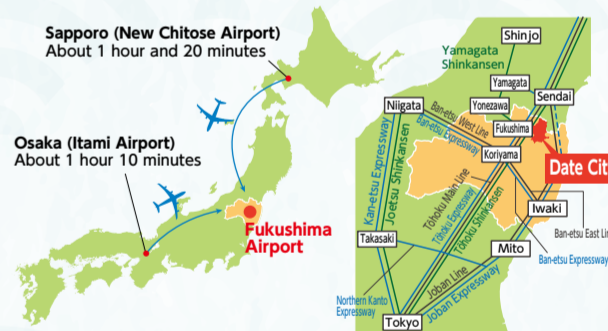 Sapporo (New Chitose Airport)
About 1 hour and 20 minutes
Osaka (Itami Airport)
About 1 hour 10 minutes
Fukushima
Airport
Shinjo
Yamagata
Shinkansen
Yamagata
Sendai
Yonezawa
Niigata
Ban-etsu West Line
Ban-etsu Expressway
Fukushima
Koriyama
Date Cit
Kan-etsu Expressway
Joetsu Shinkansen
Tōhoku Main Line
Tōhoku Expressway
Tōhoku Shinkansen
Iwaki
Ban-etsu East Li
Ban-etsu Expressway
Takasaki
Mito
Northern Kanto
Expressway
Joban Line
Joban Expressway
Tokyo